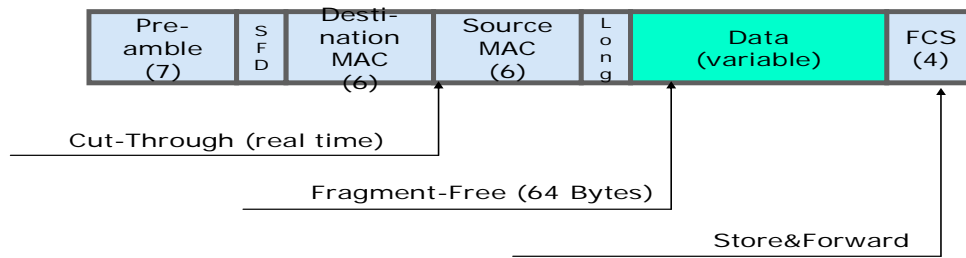 Pre-
amble
(7)
S
F
D
Desti-
nation
MAC
(6)
Source
MAC
(6)
L
o
n
g
Data
(variable)
FCS
(4)
Cut-Through (real time)
Fragment-Free (64 Bytes)
Store&Forward